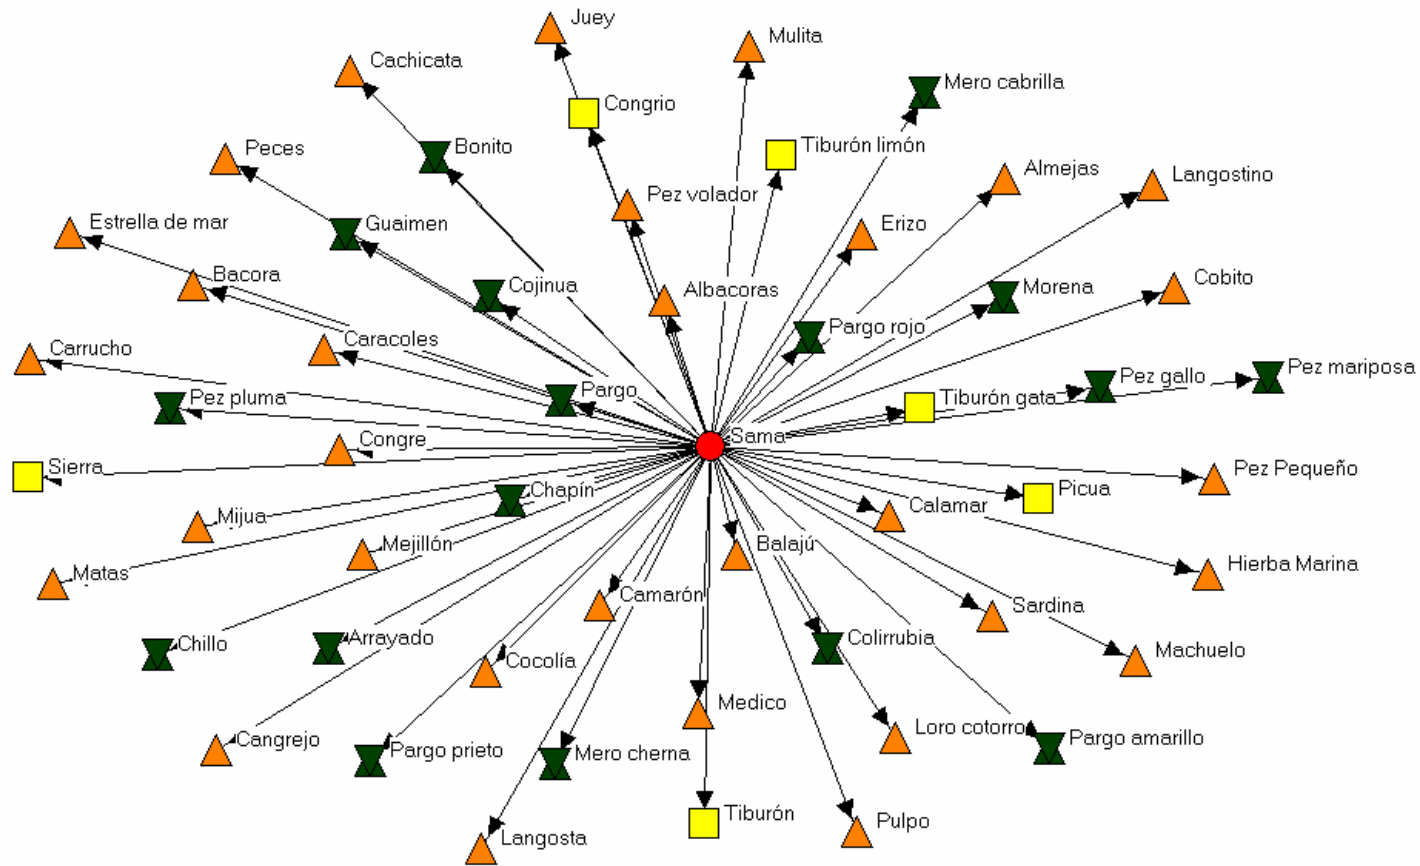 Juey
Mulita
Cachicata
Mero cabrilla
Congrio
Tiburón limón
Bonito
Peces
Almejas
Langostino
Pez volador
Estrella de mar
Guaimen
Erizo
Bacora
Cojinua
Albacoras
Morena
Cobito
Pargo rojo
Caracoles
Carrucho
Pez mariposa
Pez gallo
Pargo
Pez pluma
Tiburón gata
Sama
Congre
Sierra
Pez Pequeño
Picua
Chapín
Calamar
Mijua
Mejillón
Balajú
Matas
Hierba Marina
Camarón
Sardina
Chillo
Arrayado
Colirrubia
Machuelo
Cocolía
Medico
Loro cotorro
Cangrejo
Pargo prieto
Mero cherna
Pargo amarillo
Tiburón
Pulpo
Langosta